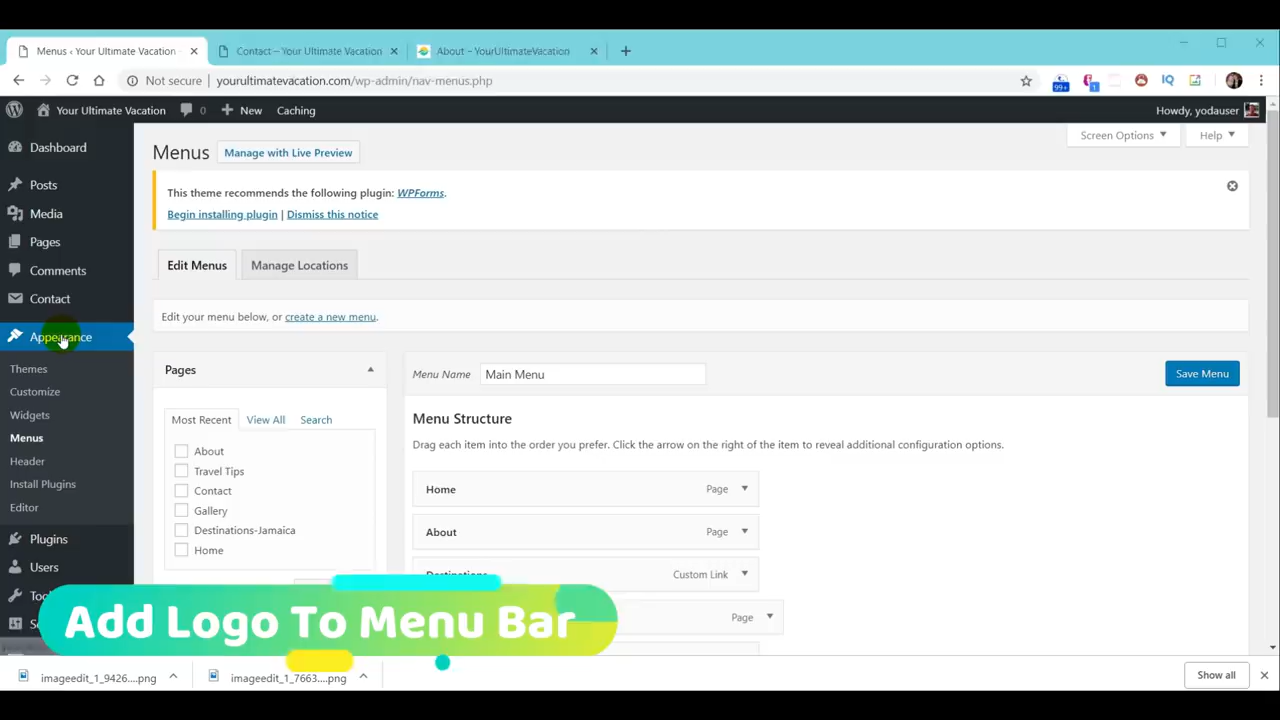 Menus ‹ Your Ultimate Vacation
Contact – Your Ultimate Vacation
About – YourUltimateVacation
Not secure | yourultimatevacation.com/wp-admin/nav-menus.php
99+
1
IQ
Your Ultimate Vacation
0
New
Caching
Howdy, yodauser
Dashboard
Posts
Media
Pages
Comments
Contact
Appearance
Themes
Customize
Widgets
Menus
Header
Install Plugins
Editor
Plugins
Users
Screen Options
Help
Menus
Manage with Live Preview
This theme recommends the following plugin: WPForms.
Begin installing plugin | Dismiss this notice
Edit Menus
Manage Locations
Edit your menu below, or create a new menu.
Pages
Most Recent
View All
Search
About
Travel Tips
Contact
Gallery
Destinations-Jamaica
Home
Menu Name
Main Menu
Save Menu
Menu Structure
Drag each item into the order you prefer. Click the arrow on the right of the item to reveal additional configuration options.
Home Page
About Page
Destinations Custom Link
Page
Add Logo To Menu Bar
imageedit_1_9426....png
imageedit_1_7663....png
Show all